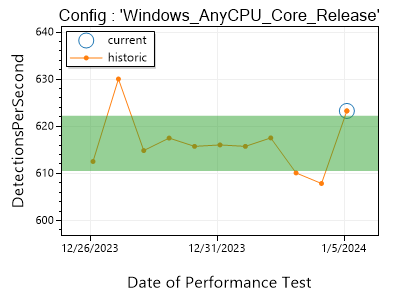 Config : 'Windows_AnyCPU_Core_Release'
current
historic
640
630
620
610
600
DetectionsPerSecond
12/26/2023
12/31/2023
1/5/2024
Date of Performance Test